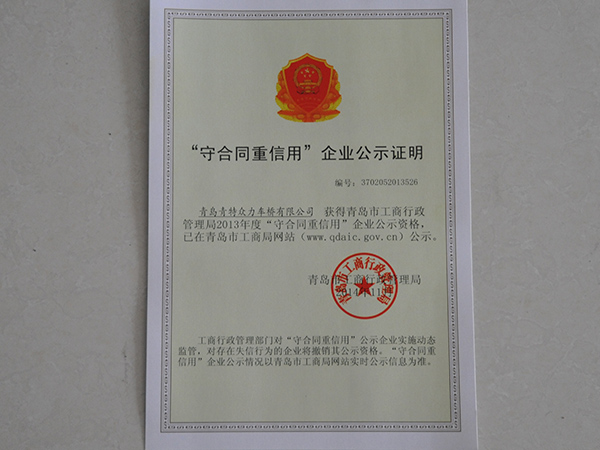 “守合同重信用”企业公示证明
编号：3702052013526
青岛青特众力车桥有限公司 获得青岛市工商行政
管理局2013年度“守合同重信用”企业公示资格，
已在青岛市工商局网站（www.qdaic.gov.cn）公示。
青岛市工商行政管理局
工商行政管理部门对“守合同重信用”公示企业实施动态
监管，对存在失信行为的企业将撤销其公示资格。“守合同重
信用”企业公示情况以青岛市工商局网站实时公示信息为准。